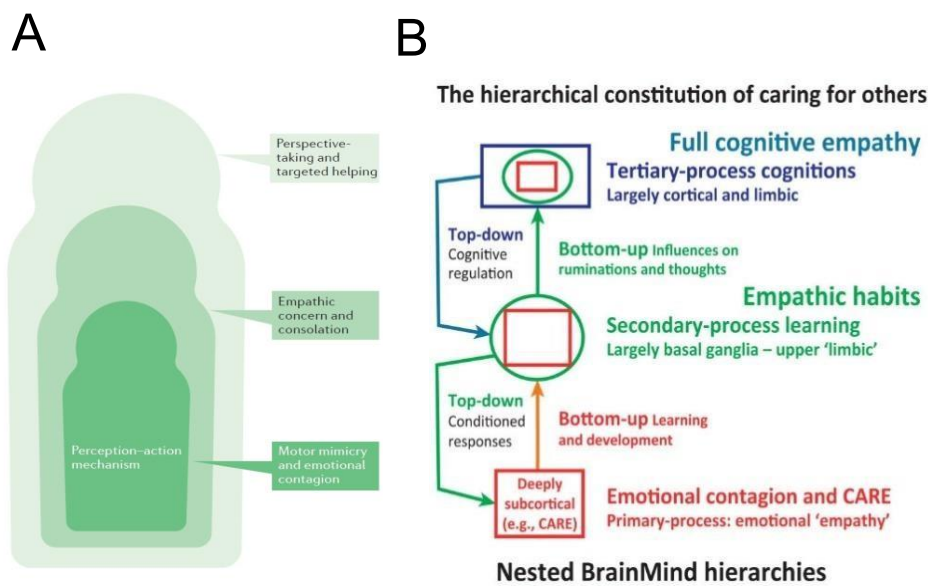 A
Perspective-
taking and
targeted helping
Empathic
concern and
consolation
Perception–action
mechanism
Motor mimicry
and emotional
contagion
B
The hierarchical constitution of caring for others
Full cognitive empathy
Tertiary-process cognitions
Largely cortical and limbic
Top-down
Cognitive
regulation
Bottom-up Influences on
ruminations and thoughts
Empathic habits
Secondary-process learning
Largely basal ganglia – upper ‘limbic’
Top-down
Conditioned
responses
Bottom-up Learning
and development
Deeply
subcortical
(e.g., CARE)
Emotional contagion and CARE
Primary-process: emotional ‘empathy’
Nested BrainMind hierarchies